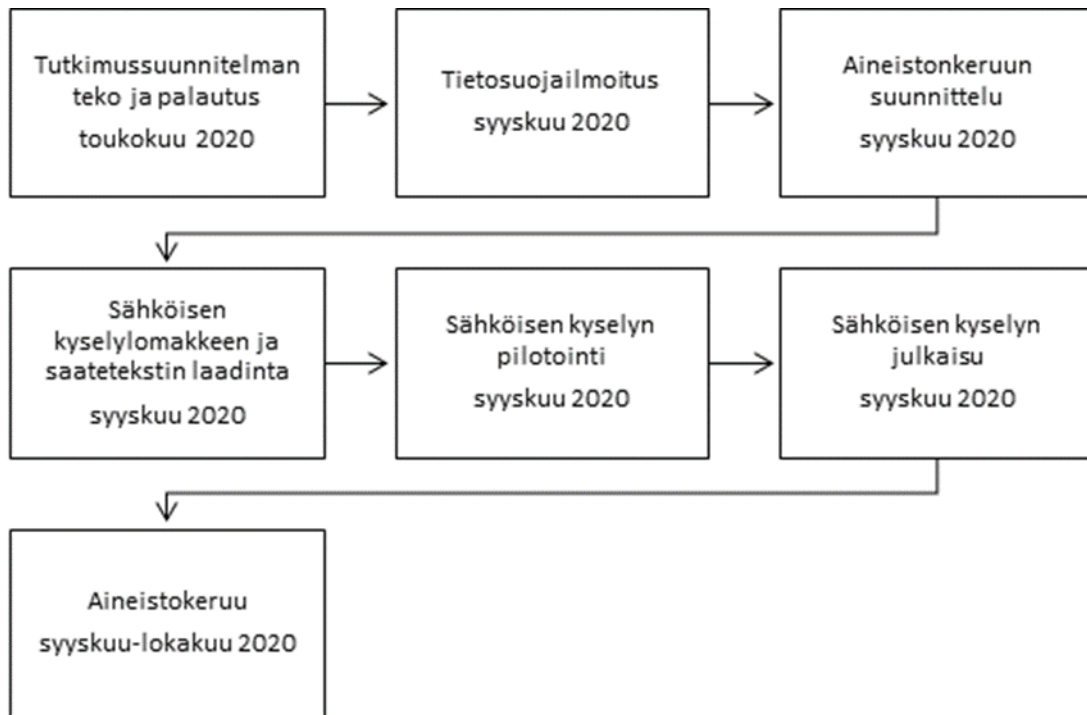 Tutkimussuunnitelman
teko ja palautus
toukokuu 2020
Tietosuojailmoitus
syyskuu 2020
Aineistonkeruun
suunnittelu
syyskuu 2020
Sähköisen
kyselylomakkeen ja
saatetekstin laadinta
syyskuu 2020
Sähköisen kyselyn
pilotointi
syyskuu 2020
Sähköisen kyselyn
julkaisu
syyskuu 2020
Aineistokeruu
syyskuu-lokakuu 2020